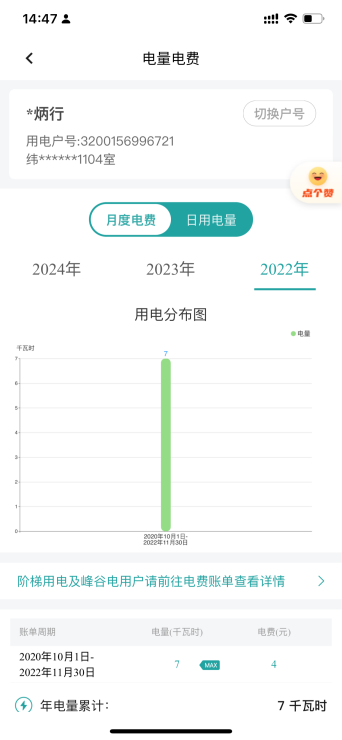 14:47
电量电费
*炳行
切换户号
用电户号:3200156996721
纬******1104室
点个赞
月度电费
日用电量
2024年
2023年
2022年
用电分布图
电量
千瓦时
7
7
6
5
4
3
2
1
0
2020年10月1日-
2022年11月30日
阶梯用电及峰谷电用户请前往电费账单查看详情
账单周期
电量(千瓦时)
电费(元)
2020年10月1日-
2022年11月30日
7
MAX
4
年电量累计:
7 千瓦时